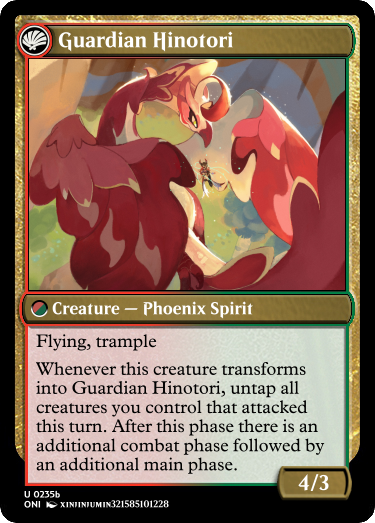 Guardian Hinotori
Creature — Phoenix Spirit
Flying, trample
Whenever this creature transforms
into Guardian Hinotori, untap all
creatures you control that attacked
this turn. After this phase there is an
additional combat phase followed by
an additional main phase.
4/3
U 0235b
ONI XINJINJUMIN321585101228